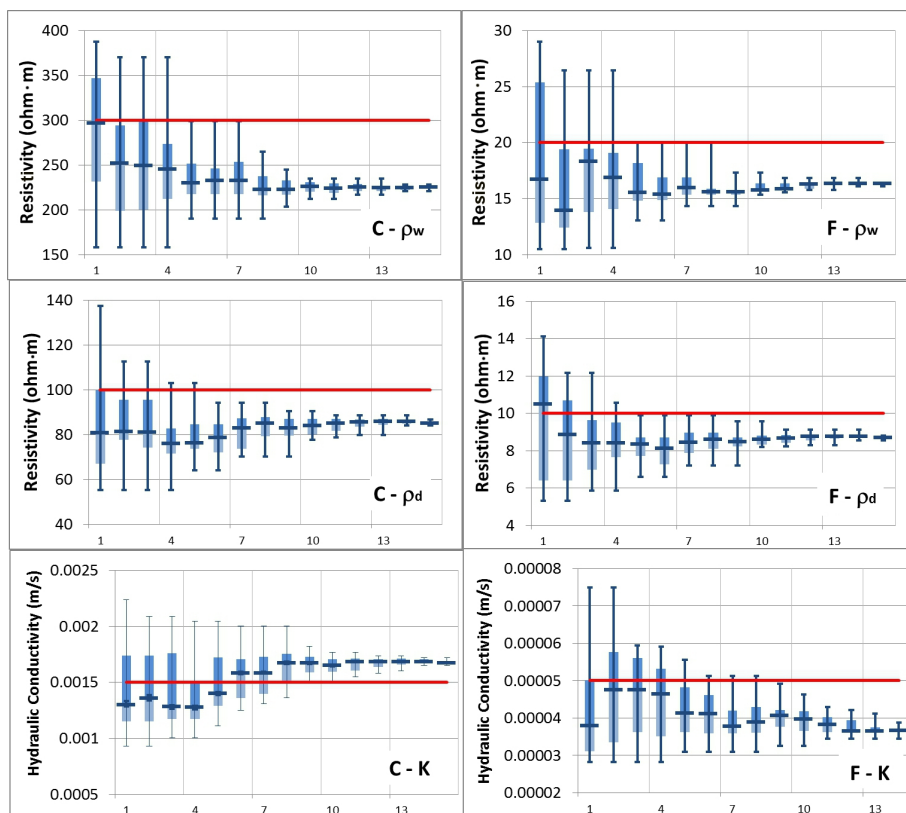 Resistivity (ohm·m)
400
350
300
250
200
150
C - ρw
1 4 7 10 13
Resistivity (ohm·m)
30
25
20
15
10
F - ρw
1 4 7 10 13
Resistivity (ohm·m)
140
120
100
80
60
40
C - ρd
1 4 7 10 13
Resistivity (ohm·m)
16
14
12
10
8
6
4
F - ρd
1 4 7 10 13
Hydraulic Conductivity (m/s)
0.0025
0.002
0.0015
0.001
0.0005
C - K
1 4 7 10 13
Hydraulic Conductivity (m/s)
0.00008
0.00007
0.00006
0.00005
0.00004
0.00003
0.00002
F - K
1 4 7 10 13